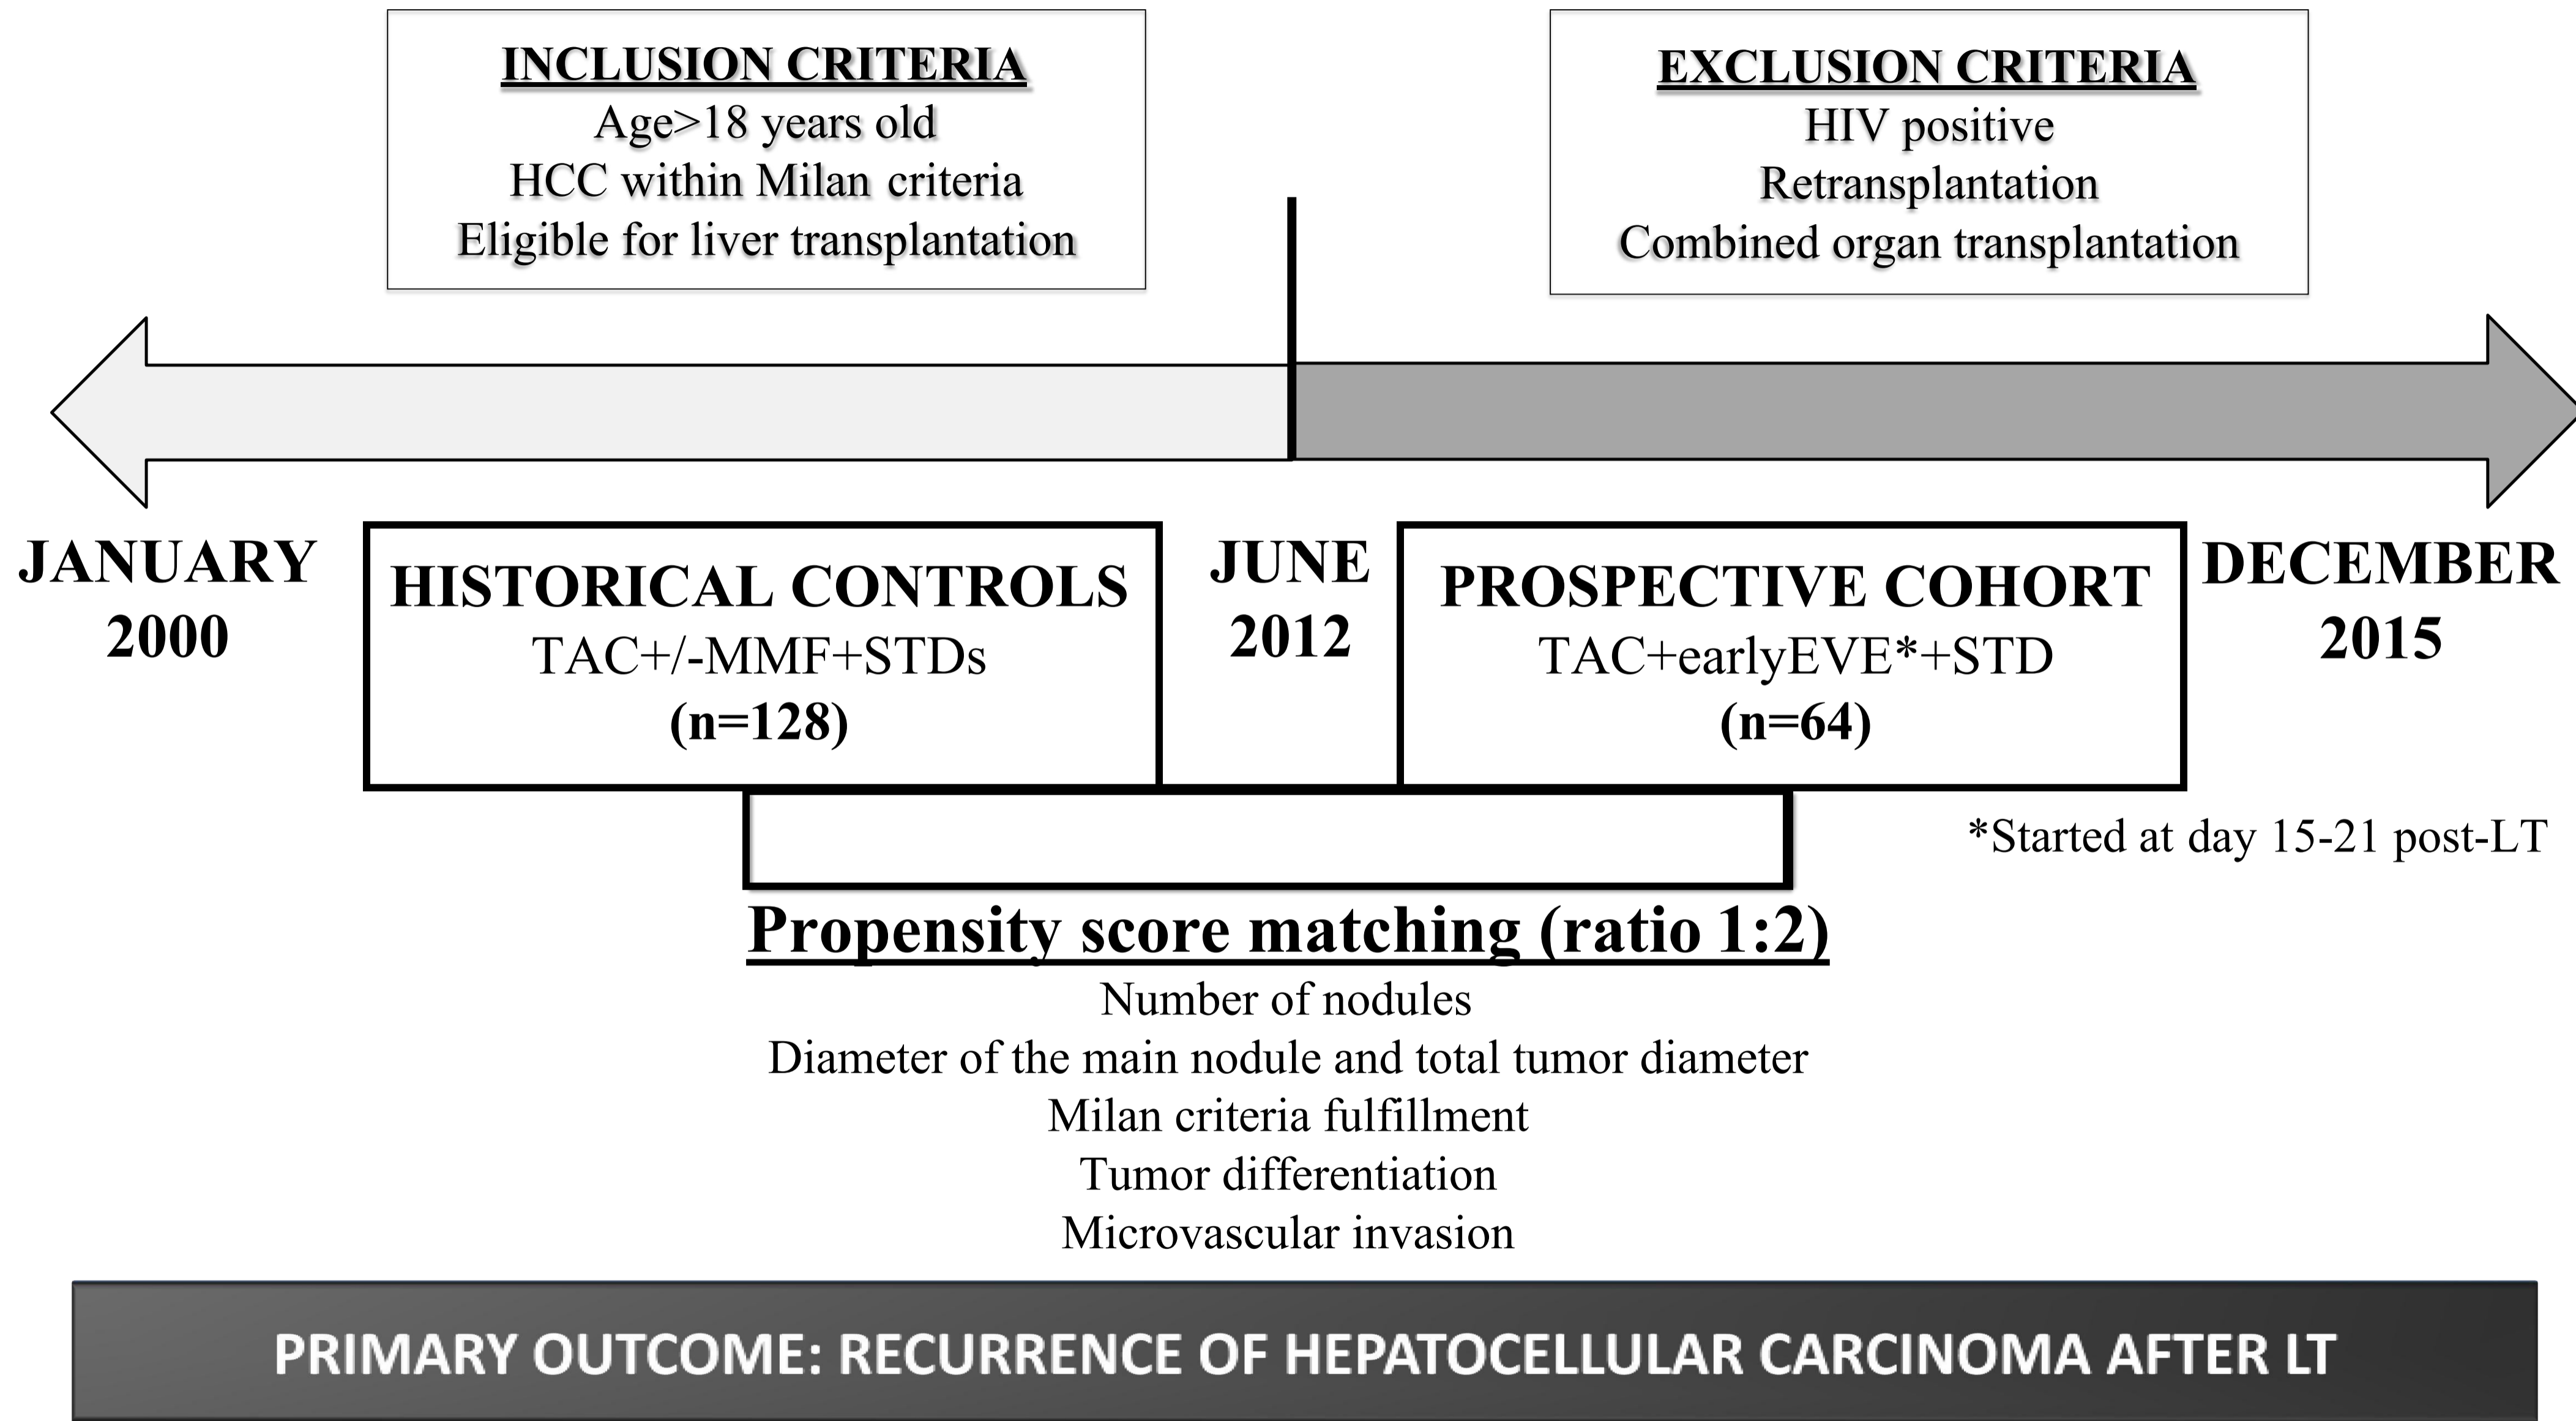 INCLUSION CRITERIA
Age>18 years old
HCC within Milan criteria
Eligible for liver transplantation
EXCLUSION CRITERIA
HIV positive
Retransplantation
Combined organ transplantation
JANUARY
2000
HISTORICAL CONTROLS
TAC+/-MMF+STDs
(n=128)
JUNE
2012
PROSPECTIVE COHORT
TAC+earlyEVE*+STD
(n=64)
DECEMBER
2015
*Started at day 15-21 post-LT
Propensity score matching (ratio 1:2)
Number of nodules
Diameter of the main nodule and total tumor diameter
Milan criteria fulfillment
Tumor differentiation
Microvascular invasion
PRIMARY OUTCOME: RECURRENCE OF HEPATOCELLULAR CARCINOMA AFTER LT